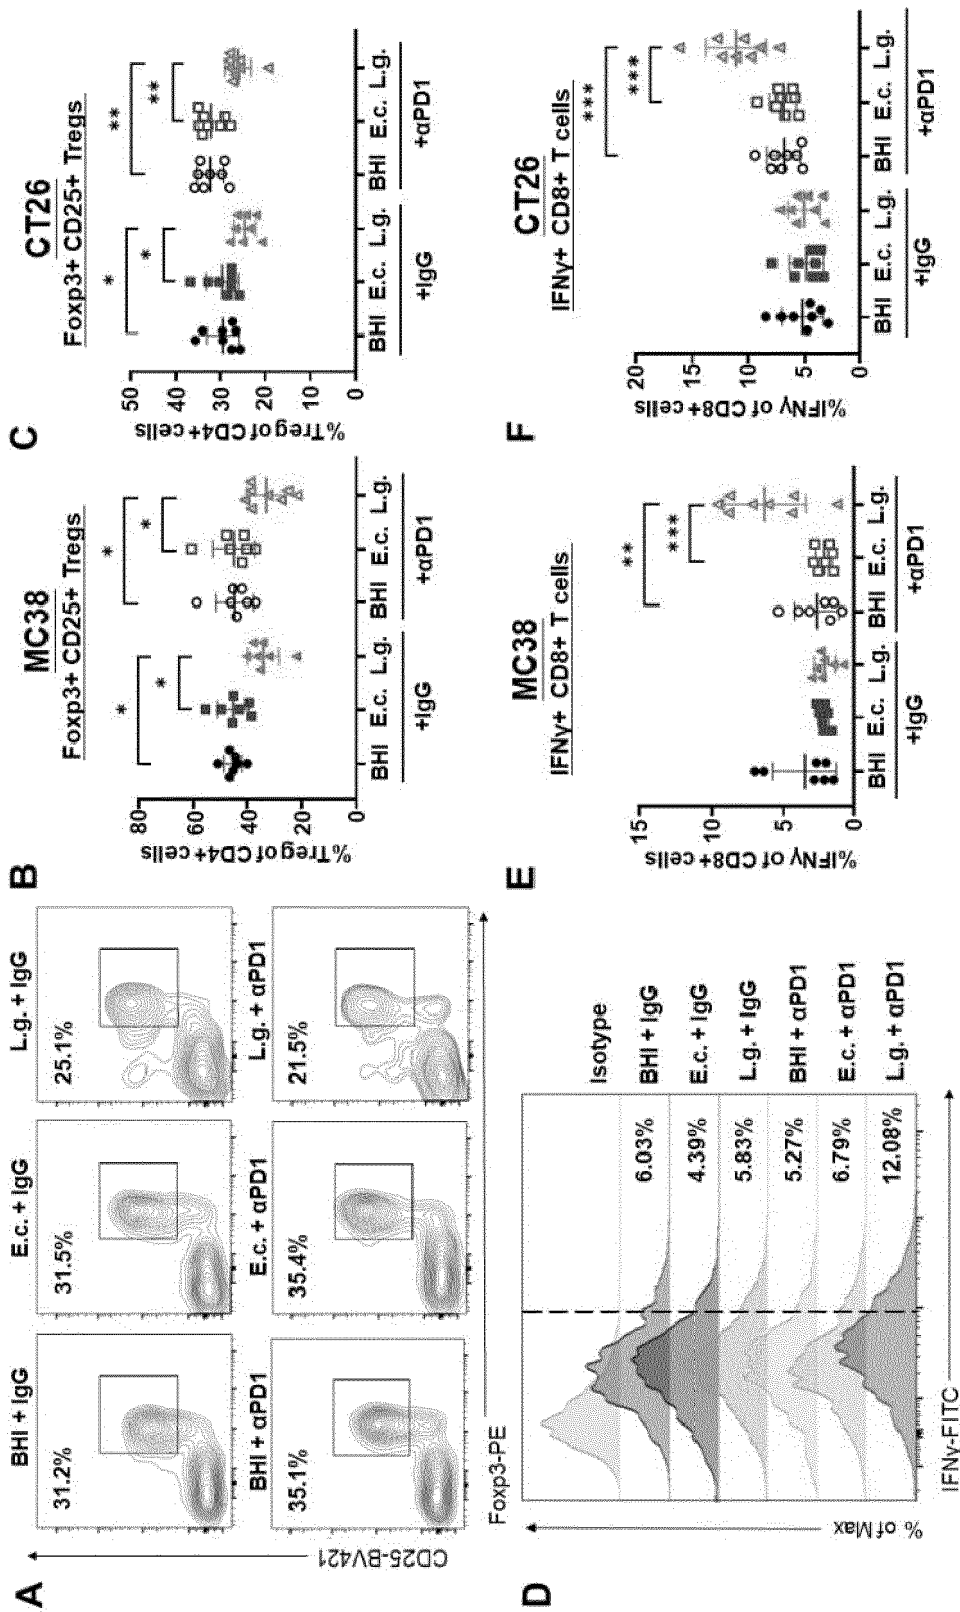 A
BHI + IgG
E.c. + IgG
L.g. + IgG
31.2%
31.5%
25.1%
BHI + αPD1
E.c. + αPD1
L.g. + αPD1
35.1%
35.4%
21.5%
CD25-BV421
Foxp3-PE
B
MC38
Foxp3+ CD25+ Tregs
%Treg of CD4+ cells
80
60
40
20
0
*
*
*
*
BHI E.c. L.g. BHI E.c. L.g.
+IgG +αPD1
C
CT26
Foxp3+ CD25+ Tregs
%Treg of CD4+ cells
50
40
30
20
10
0
*
*
**
**
BHI E.c. L.g. BHI E.c. L.g.
+IgG +αPD1
D
% of Max
Isotype
6.03% BHI + IgG
4.39% E.c. + IgG
5.83% L.g. + IgG
5.27% BHI + αPD1
6.79% E.c. + αPD1
12.08% L.g. + αPD1
IFNγ-FITC
E
MC38
IFNγ+ CD8+ T cells
%IFNγ of CD8+ cells
15
10
5
0
**
***
BHI E.c. L.g. BHI E.c. L.g.
+IgG +αPD1
F
CT26
IFNγ+ CD8+ T cells
%IFNγ of CD8+ cells
20
15
10
5
0
***
***
BHI E.c. L.g. BHI E.c. L.g.
+IgG +αPD1